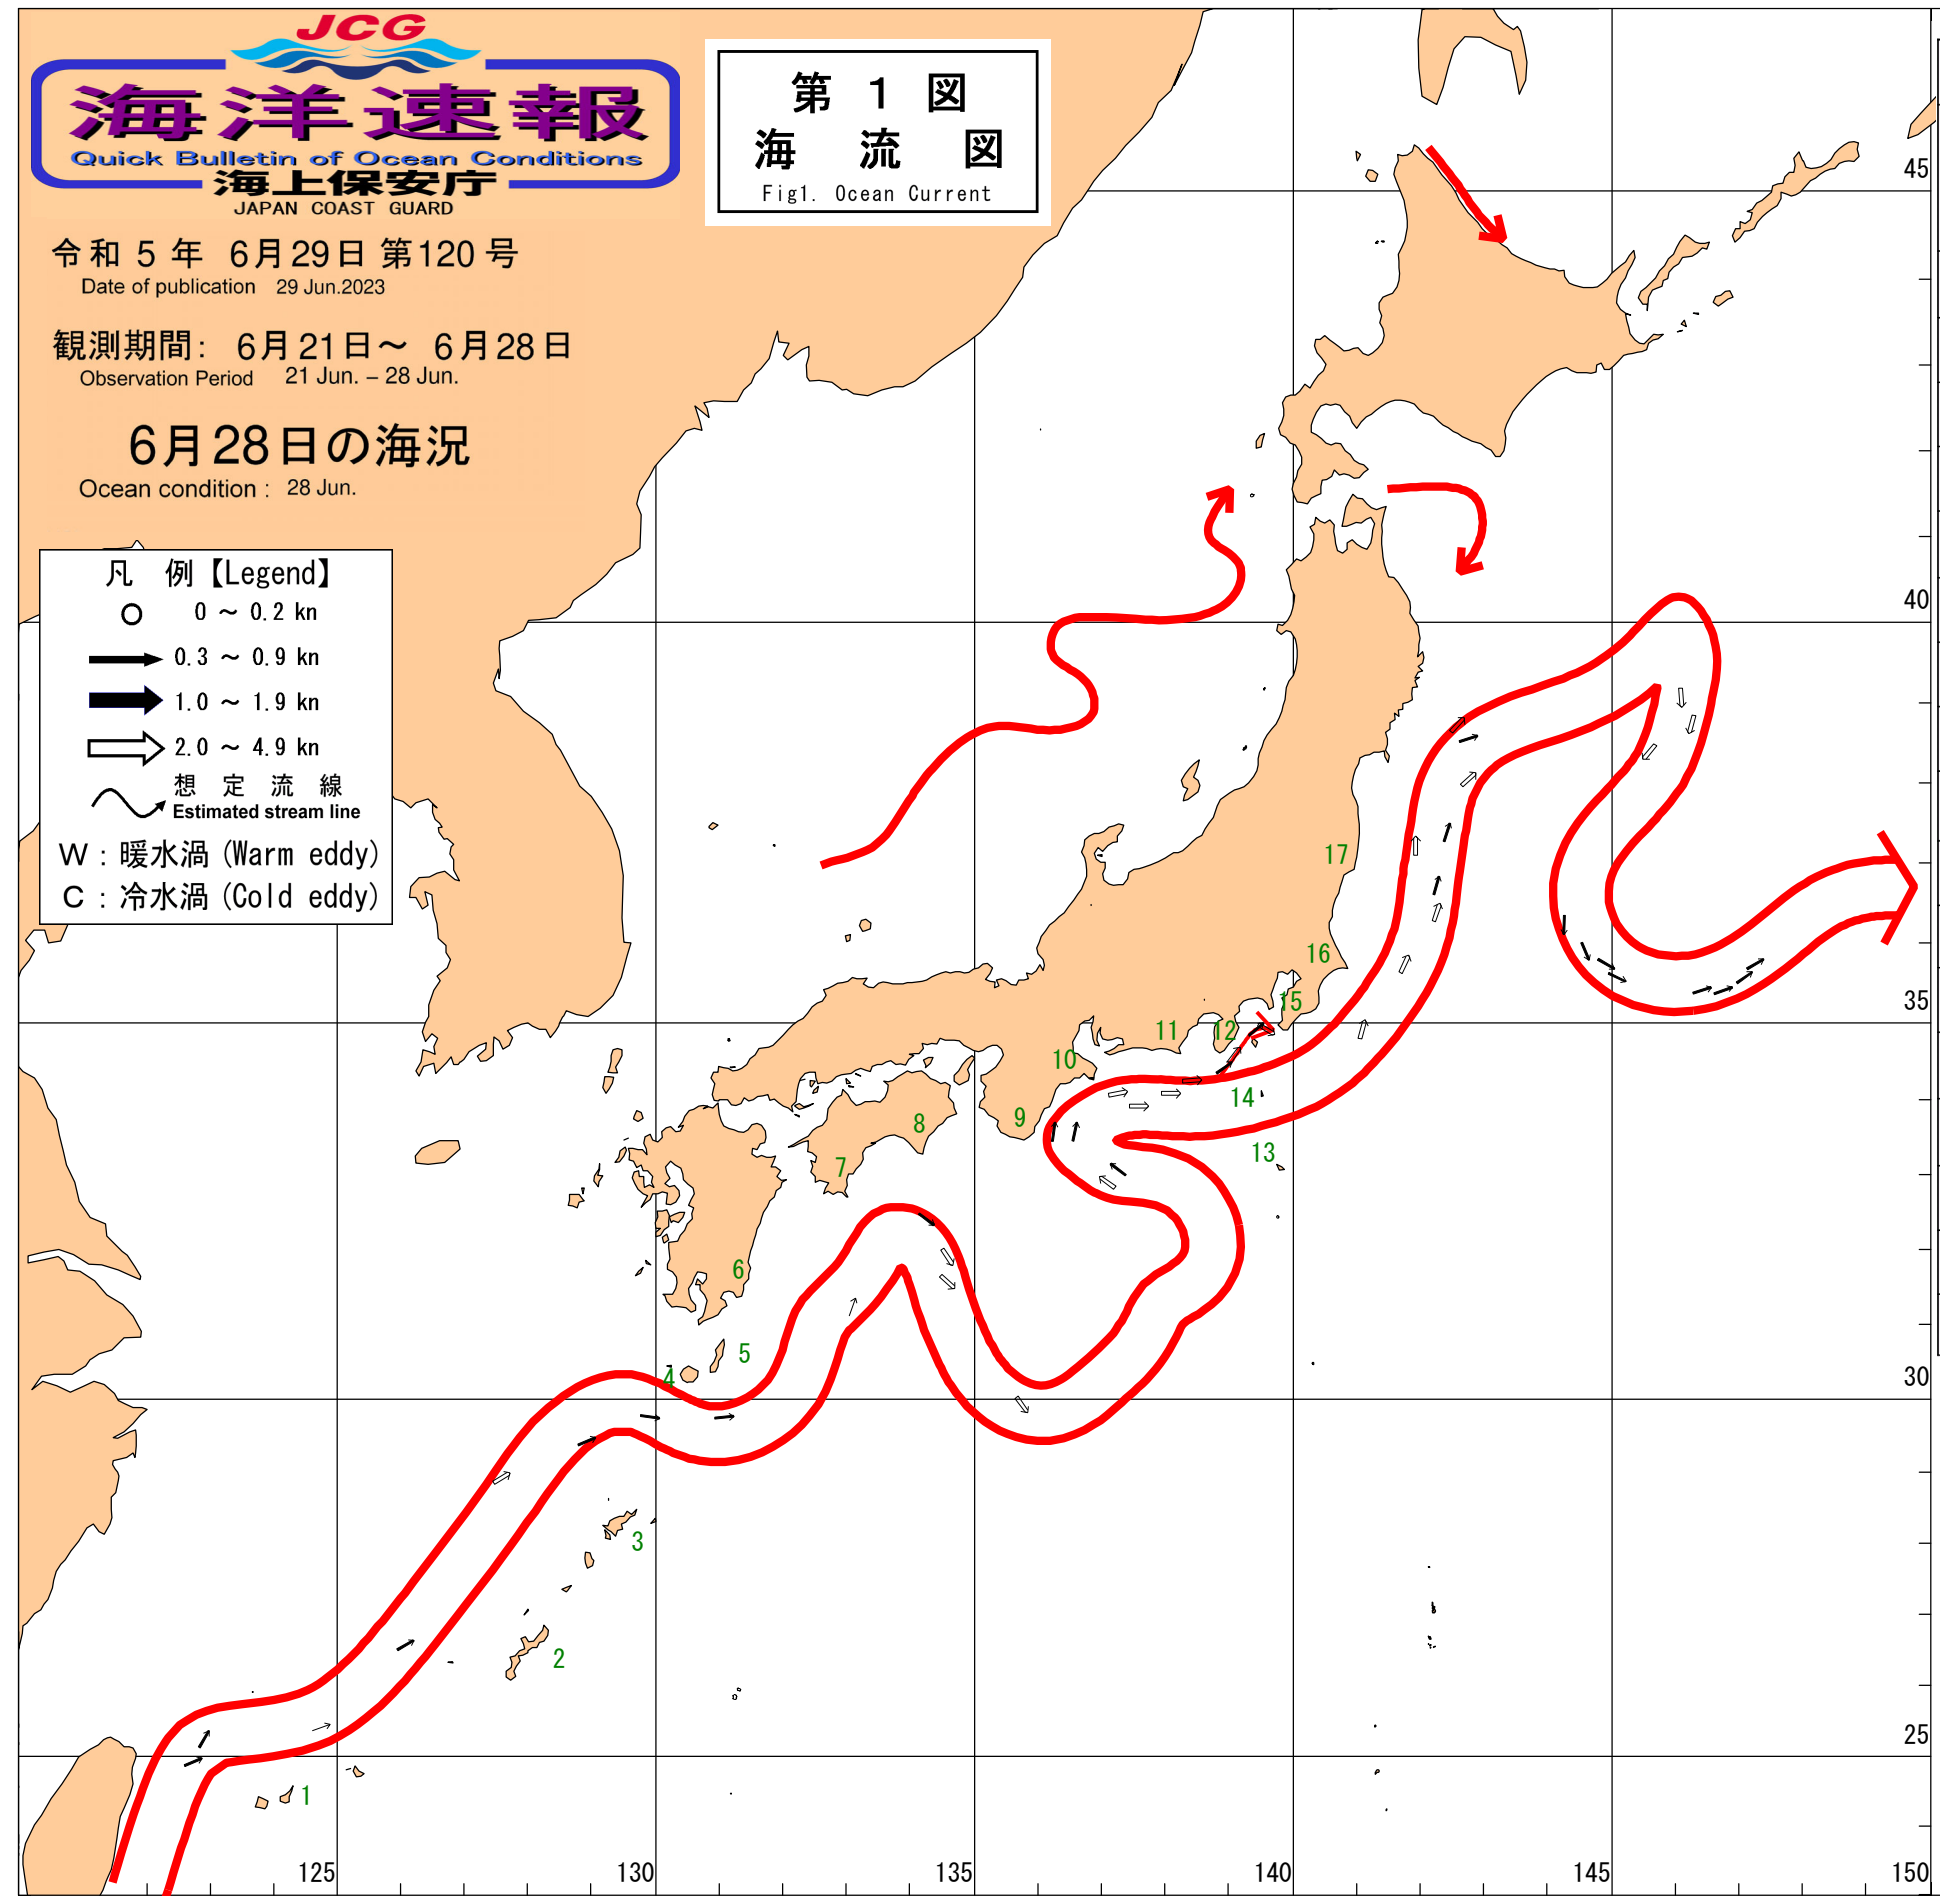 JCG
海洋速報
Quick Bulletin of Ocean Conditions
海上保安庁
JAPAN COAST GUARD
第 1 図
海 流 図
Fig1. Ocean Current
令和 5 年 6月29日 第120号
Date of publication 29 Jun.2023
観測期間: 6月21日～ 6月28日
Observation Period 21 Jun. – 28 Jun.
6月28日の海況
Ocean condition : 28 Jun.
凡 例【Legend】
0 ～ 0.2 kn
0.3 ～ 0.9 kn
1.0 ～ 1.9 kn
2.0 ～ 4.9 kn
想 定 流 線
Estimated stream line
W : 暖水渦 (Warm eddy)
C : 冷水渦 (Cold eddy)
45
40
17
16
15
35
11
12
10
14
9
8
13
7
6
5
4
30
3
2
25
1
125
130
135
140
145
150